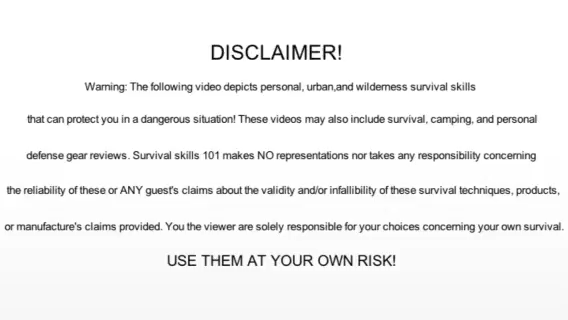 DISCLAIMER!
Warning: The following video depicts personal, urban,and wilderness survival skills
that can protect you in a dangerous situation! These videos may also include survival, camping, and personal
defense gear reviews. Survival skills 101 makes NO representations nor takes any responsibility concerning
the reliability of these or ANY guest's claims about the validity and/or infallibility of these survival techniques, products,
or manufacture's claims provided. You the viewer are solely responsible for your choices concerning your own survival.
USE THEM AT YOUR OWN RISK!